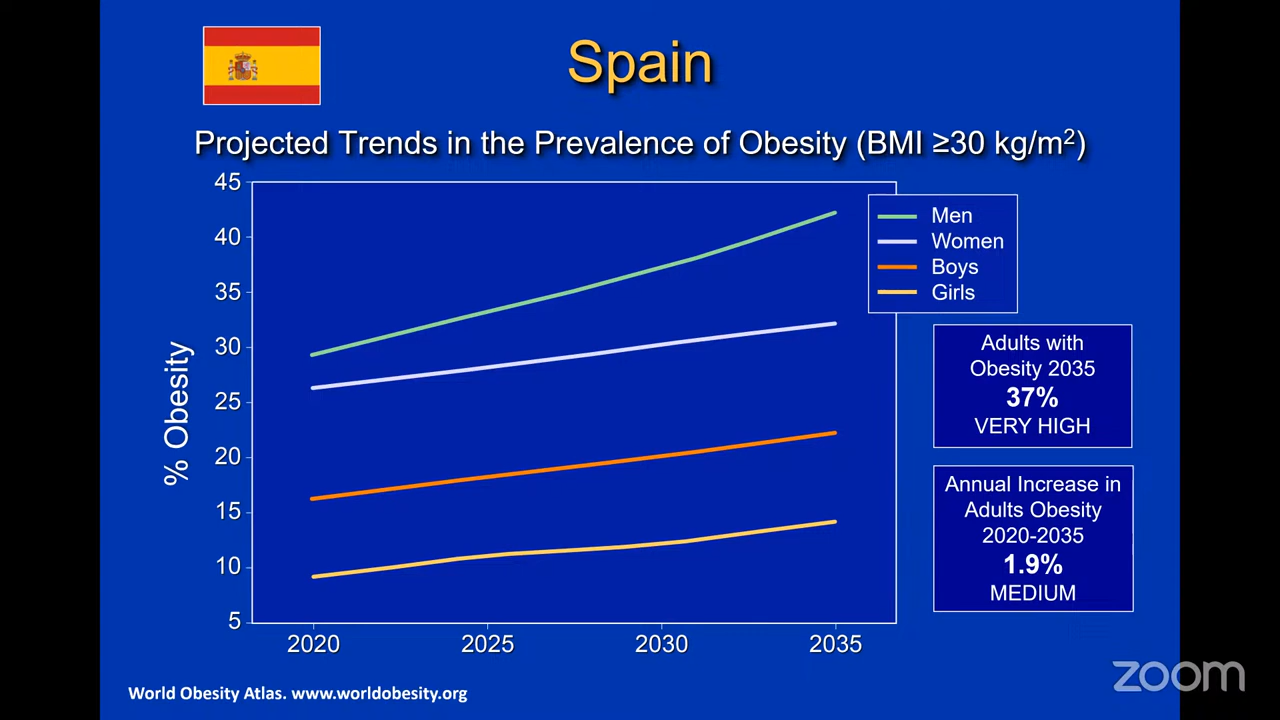 Spain
Projected Trends in the Prevalence of Obesity (BMI ≥30 kg/m²)
45
40
35
30
25
20
15
10
5
% Obesity
2020
2025
2030
2035
Men
Women
Boys
Girls
Adults with
Obesity 2035
37%
VERY HIGH
Annual Increase in
Adults Obesity
2020-2035
1.9%
MEDIUM
World Obesity Atlas. www.worldobesity.org
zoom